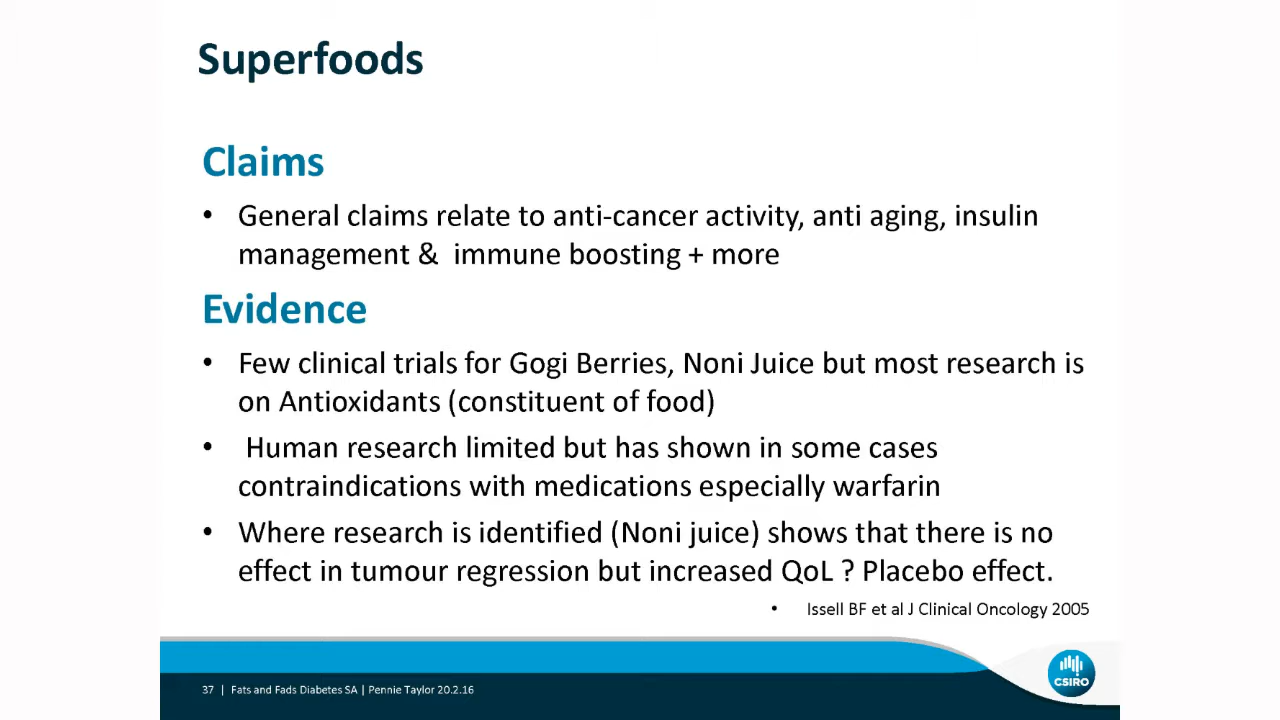 Superfoods
Claims
• General claims relate to anti-cancer activity, anti aging, insulin
management &  immune boosting + more
Evidence
• Few clinical trials for Gogi Berries, Noni Juice but most research is
on Antioxidants (constituent of food)
•  Human research limited but has shown in some cases
contraindications with medications especially warfarin
• Where research is identified (Noni juice) shows that there is no
effect in tumour regression but increased QoL ? Placebo effect.
• Issell BF et al J Clinical Oncology 2005
37 | Fats and Fads Diabetes SA | Pennie Taylor 20.2.16
CSIRO